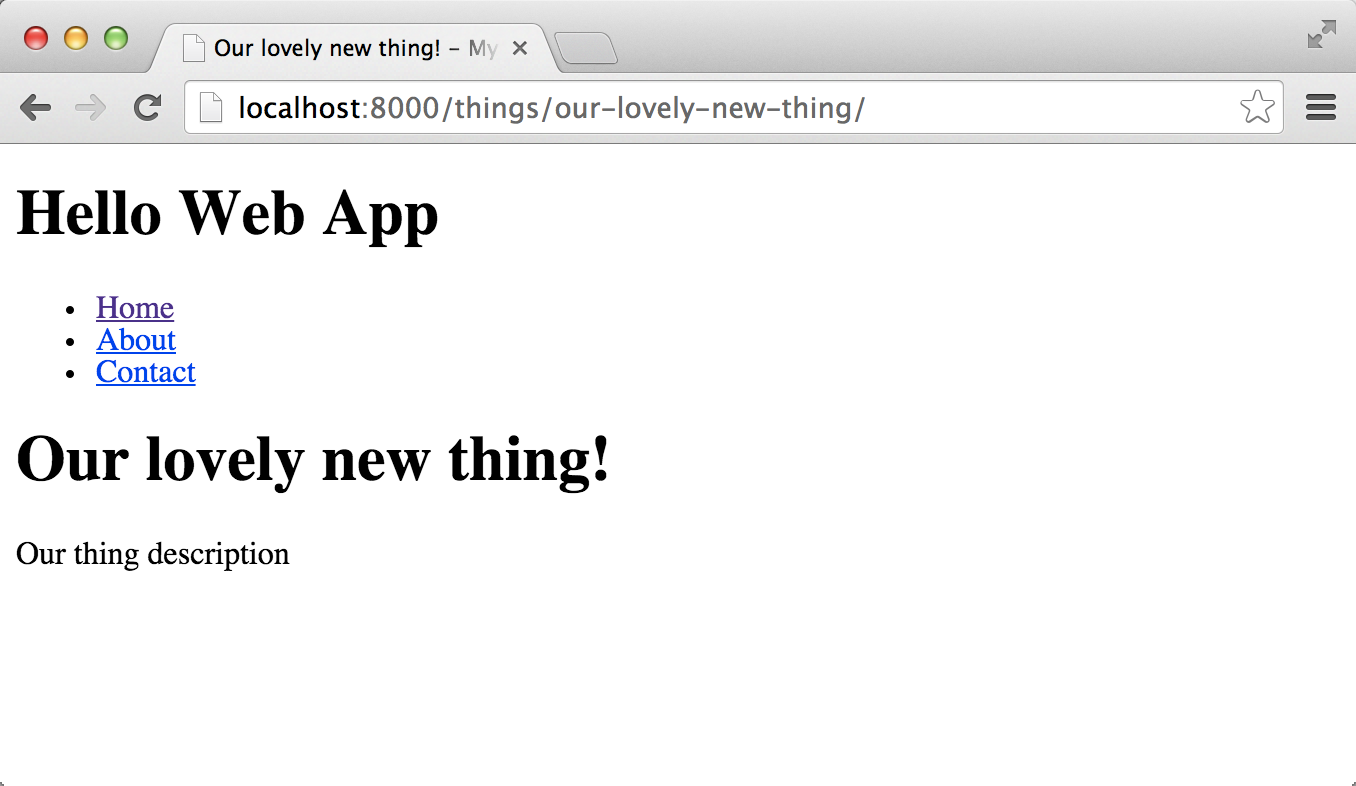 Our lovely new thing! – My
localhost:8000/things/our-lovely-new-thing/
Hello Web App
Home
About
Contact
Our lovely new thing!
Our thing description